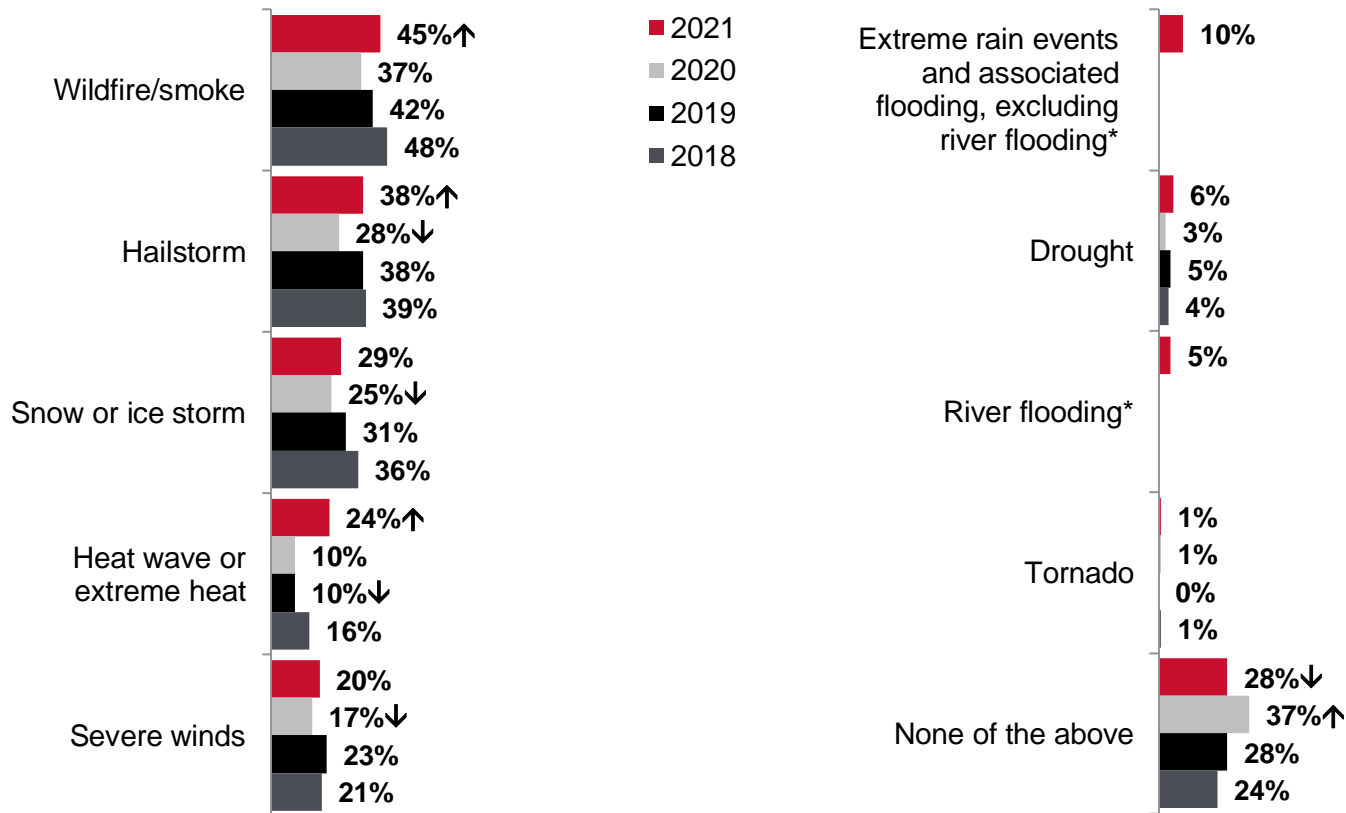 Wildfire/smoke
45%↑
37%
42%
48%
Hailstorm
38%↑
28%↓
38%
39%
Snow or ice storm
29%
25%↓
31%
36%
Heat wave or
extreme heat
24%↑
10%
10%↓
16%
Severe winds
20%
17%↓
23%
21%
2021
2020
2019
2018
Extreme rain events
and associated
flooding, excluding
river flooding*
10%
Drought
6%
3%
5%
4%
River flooding*
5%
Tornado
1%
1%
0%
1%
None of the above
28%↓
37%↑
28%
24%